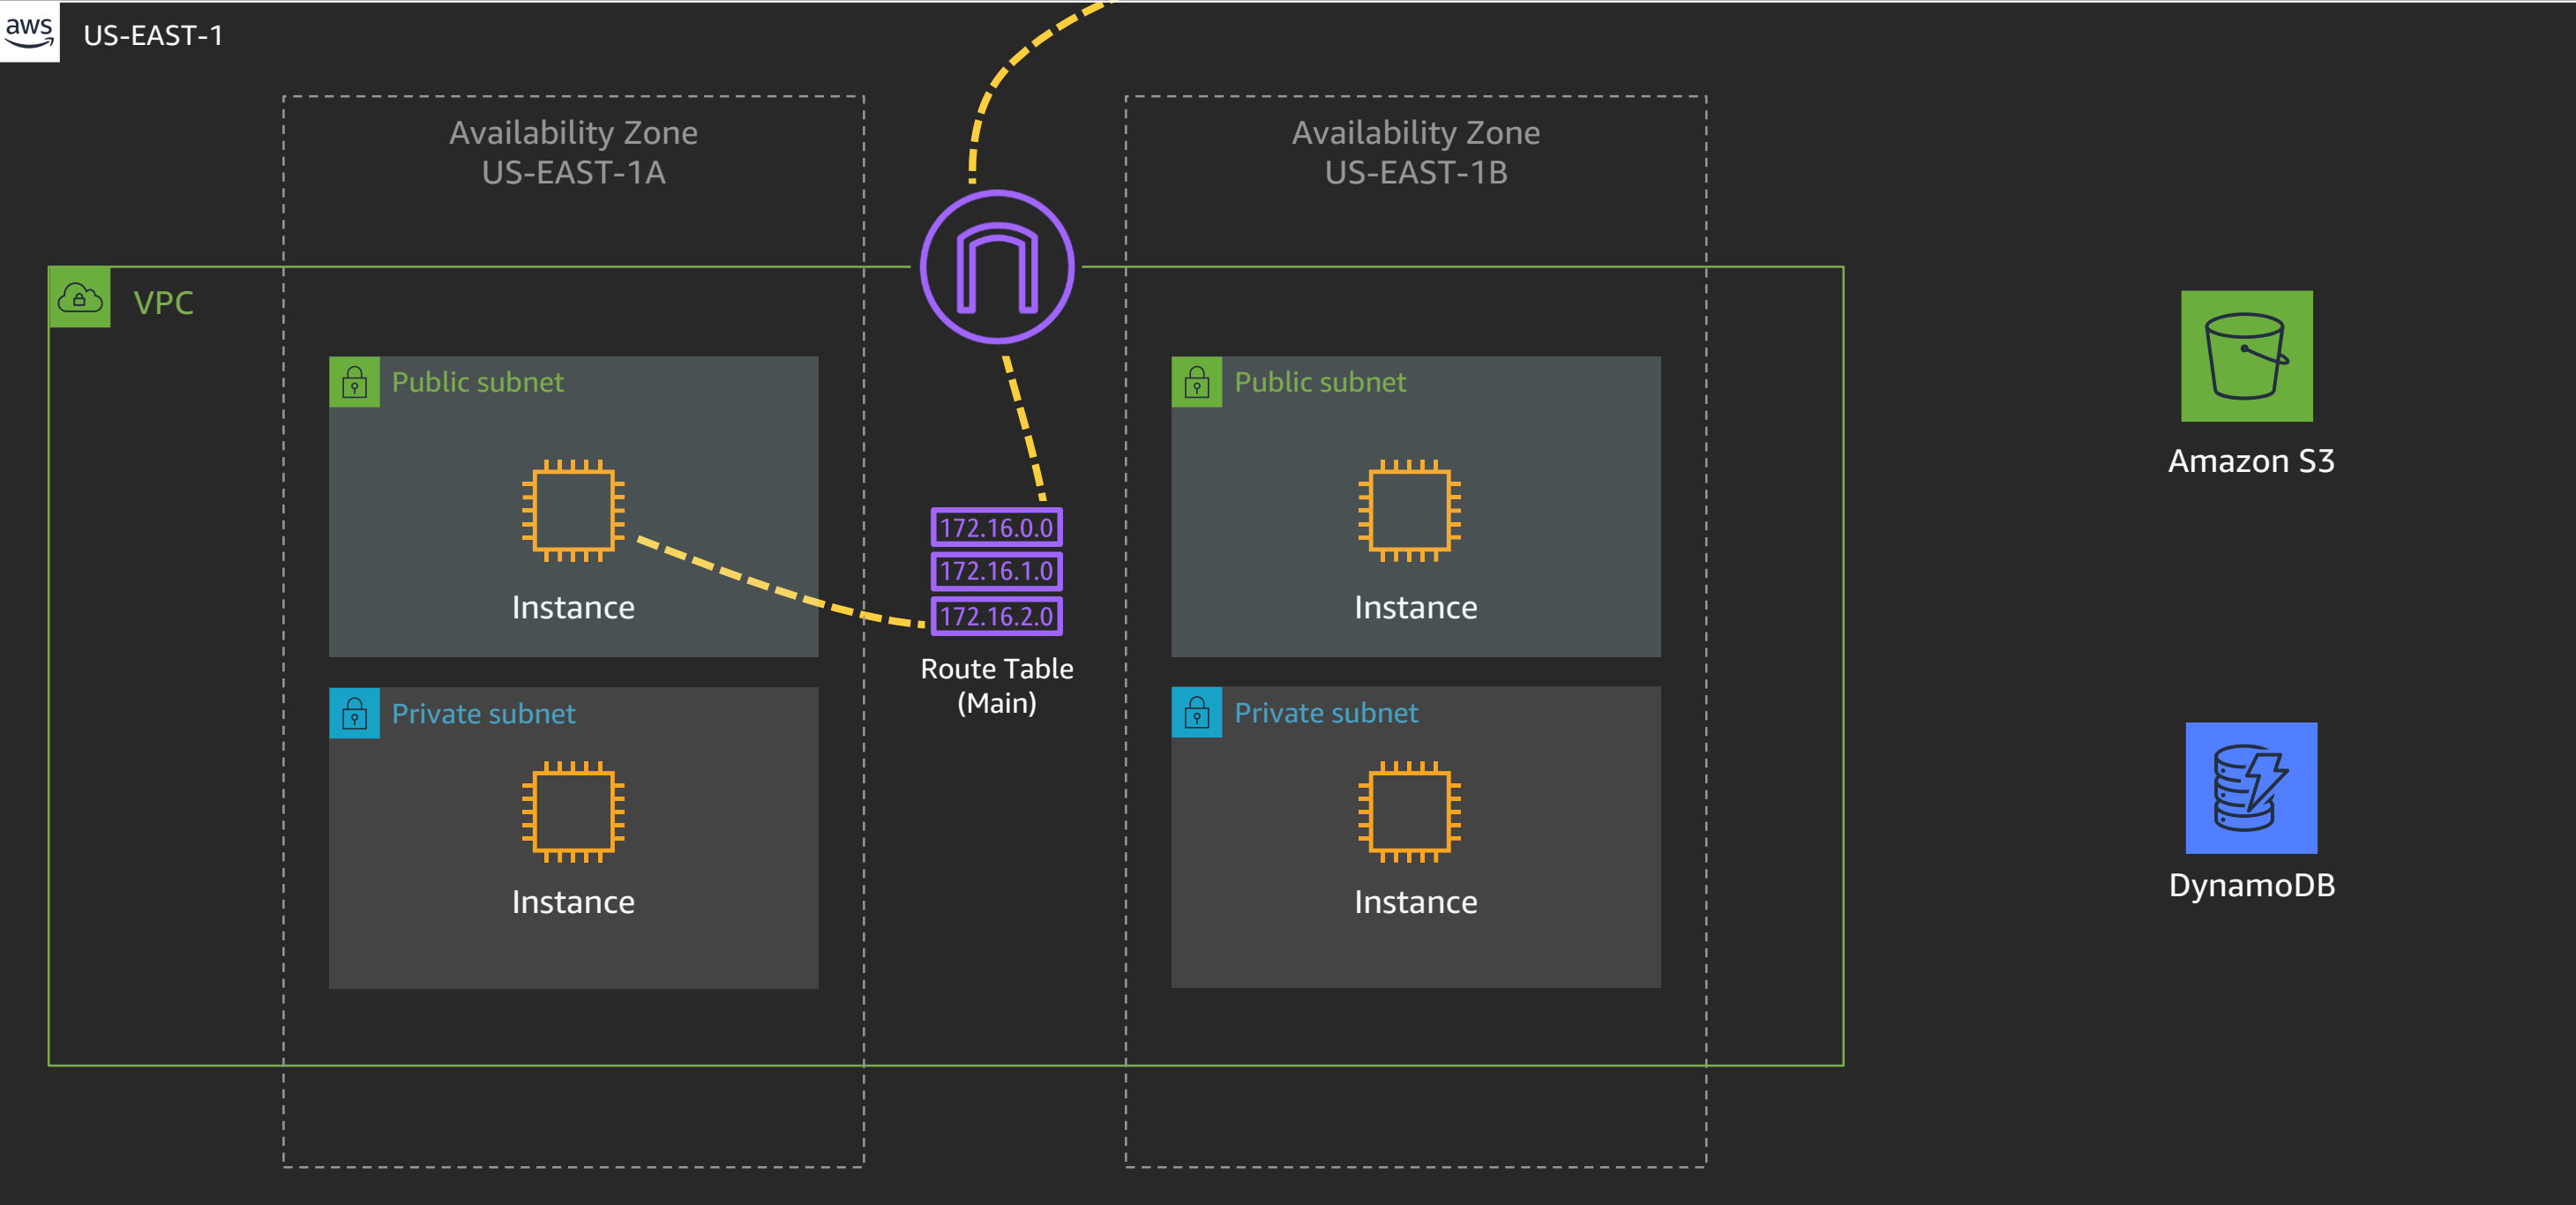 aws
US-EAST-1
Availability Zone
US-EAST-1A
Availability Zone
US-EAST-1B
VPC
Public subnet
Instance
Private subnet
Instance
172.16.0.0
172.16.1.0
172.16.2.0
Route Table
(Main)
Public subnet
Instance
Private subnet
Instance
Amazon S3
DynamoDB